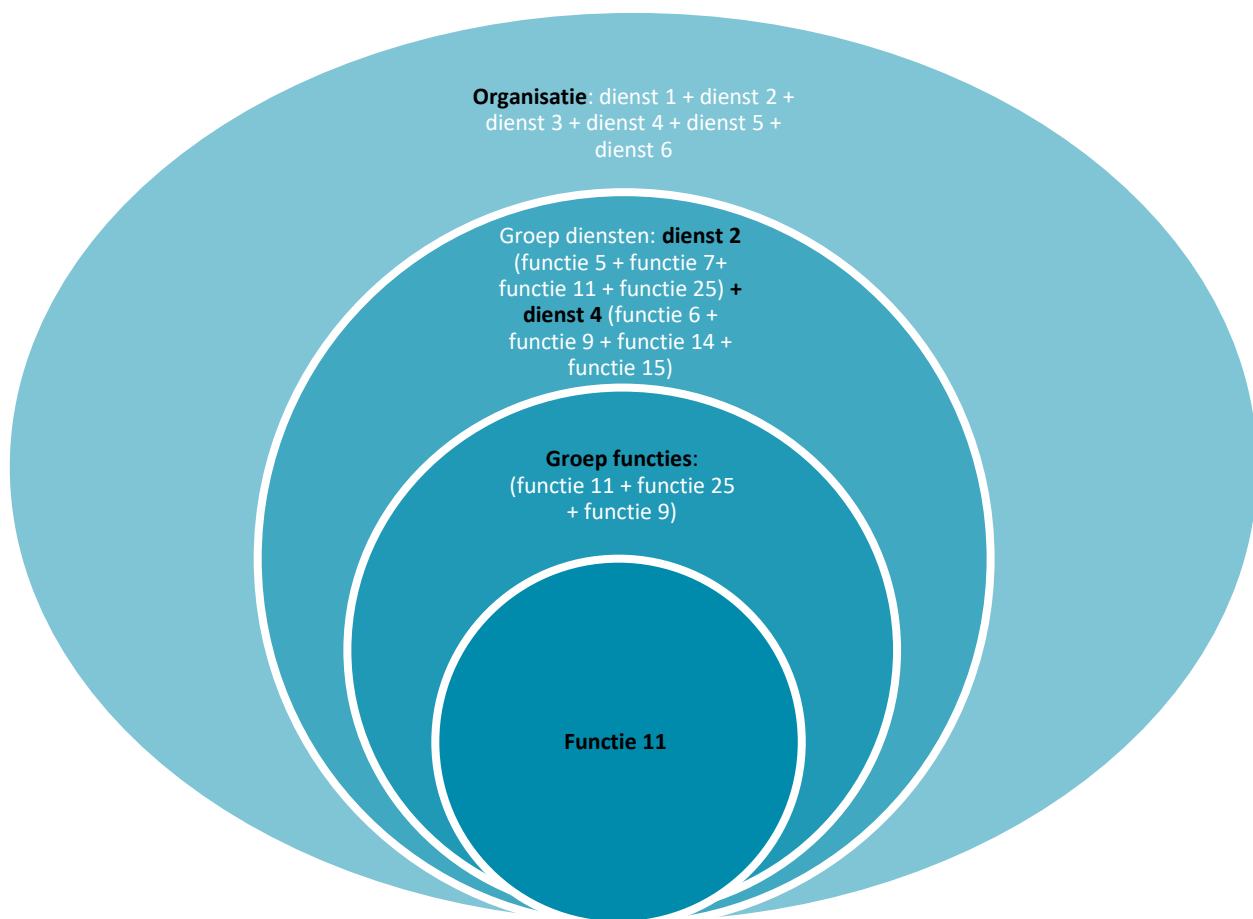 Organisatie: dienst 1 + dienst 2 +
dienst 3 + dienst 4 + dienst 5 +
dienst 6
Groep diensten: dienst 2
(functie 5 + functie 7+
functie 11 + functie 25) +
dienst 4 (functie 6 +
functie 9 + functie 14 +
functie 15)
Groep functies:
(functie 11 + functie 25
+ functie 9)
Functie 11